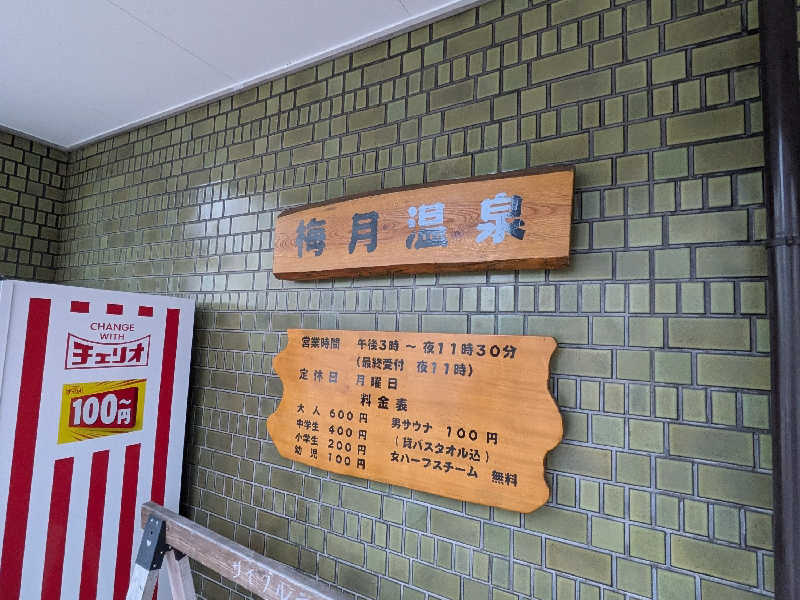 梅月温泉
営業時間 午後3時 ～ 夜11時30分
（最終受付 夜11時）
定休日 月曜日
料金表
大人 600円
中学生 400円
小学生 200円
幼児 100円
男サウナ 100円
（貸バスタオル込）
女ハーフスチーム 無料
CHANGE
WITH
チェリオ
100円～